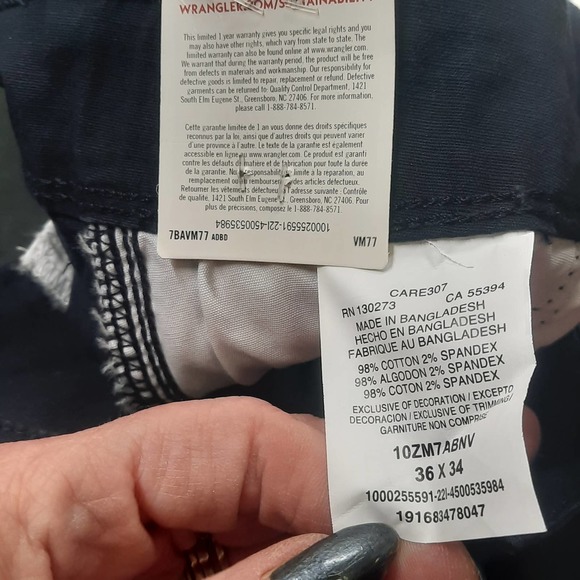 WRANGLER.COM/SUSTAINABILITY
This limited 1 year warranty gives you specific legal rights and you
may also have other rights, which vary from state to state. The
limited warranty can also be found online at www.wrangler.com.
We warrant that during the warranty period, the product will be free
from defects in materials and workmanship. Our responsibility for
defective goods is limited to repair, replacement or refund. Defective
garments can be returned to: Quality Control Department, 1421
South Elm Eugene St., Greensboro, NC 27406. For more information,
please call 1-888-784-8571.
Cette garantie limitée de 1 an vous donne des droits spécifiques
reconnus par la loi, ainsi que d'autres droits, qui peuvent varier
d'une province à l'autre. Le texte de la garantie est également
accessible en ligne à www.wrangler.com. Ce produit est garanti
contre les défauts de matière et de fabrication pour toute la durée
de la garantie. Notre responsabilité se limite à la réparation, au
remplacement ou remboursement des articles défectueux.
Retourner les vêtements défectueux à l'adresse suivante : Contrôle
de qualité, 1421 South Elm Eugene St., Greensboro, NC 27406. Pour
plus de précisions, composez le 1-888-784-8571.
1000255591-22I-4500535984
7BAVM77 ADBD VM77
CARE307
RN 130273 CA 55394
MADE IN BANGLADESH
HECHO EN BANGLADESH
FABRIQUE AU BANGLADESH
98% COTTON 2% SPANDEX
98% ALGODON 2% SPANDEX
98% COTON 2% SPANDEX
EXCLUSIVE OF DECORATION / EXCEPTO
DECORACION / EXCLUSIVE OF TRIMMING/
GARNITURE NON COMPRISE
10ZM7ABNV
36 X 34
1000255591-22I-4500535984
191683478047